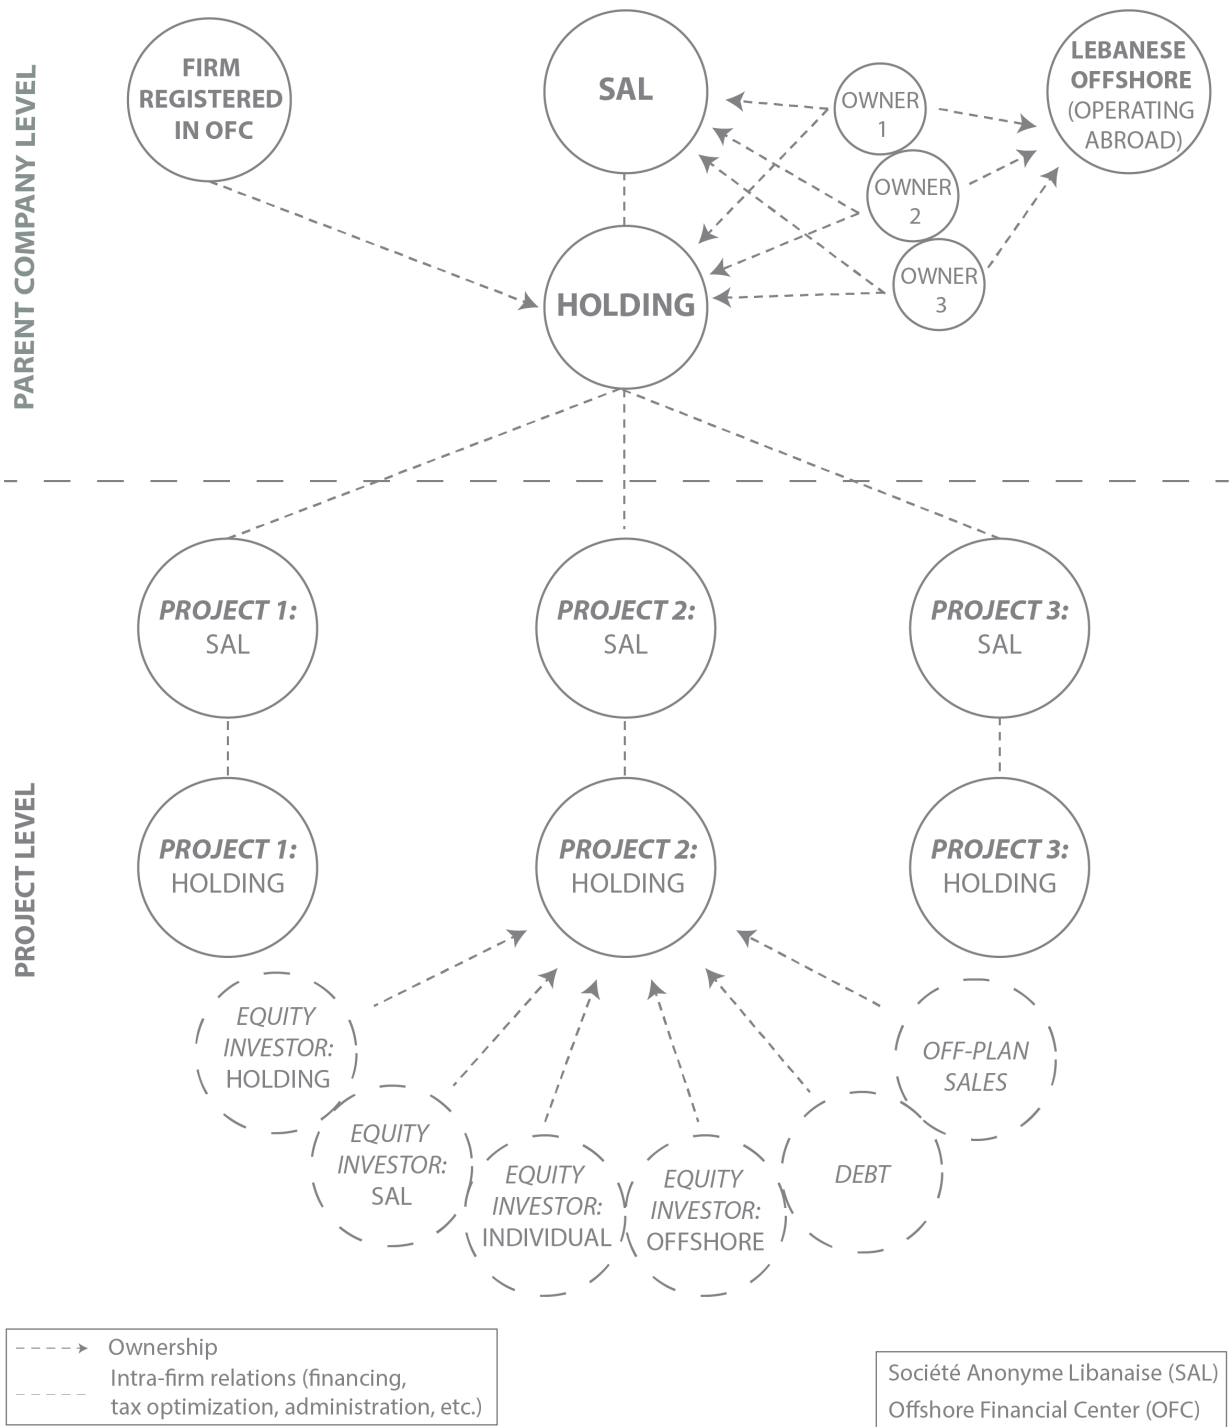 PARENT COMPANY LEVEL
FIRM
REGISTERED
IN OFC
SAL
OWNER
1
OWNER
2
OWNER
3
LEBANESE
OFFSHORE
(OPERATING
ABROAD)
HOLDING
PROJECT LEVEL
PROJECT 1:
SAL
PROJECT 2:
SAL
PROJECT 3:
SAL
PROJECT 1:
HOLDING
PROJECT 2:
HOLDING
PROJECT 3:
HOLDING
EQUITY
INVESTOR:
HOLDING
EQUITY
INVESTOR:
SAL
EQUITY
INVESTOR:
INDIVIDUAL
EQUITY
INVESTOR:
OFFSHORE
DEBT
OFF-PLAN
SALES
Ownership
Intra-firm relations (financing,
tax optimization, administration, etc.)
Société Anonyme Libanaise (SAL)
Offshore Financial Center (OFC)